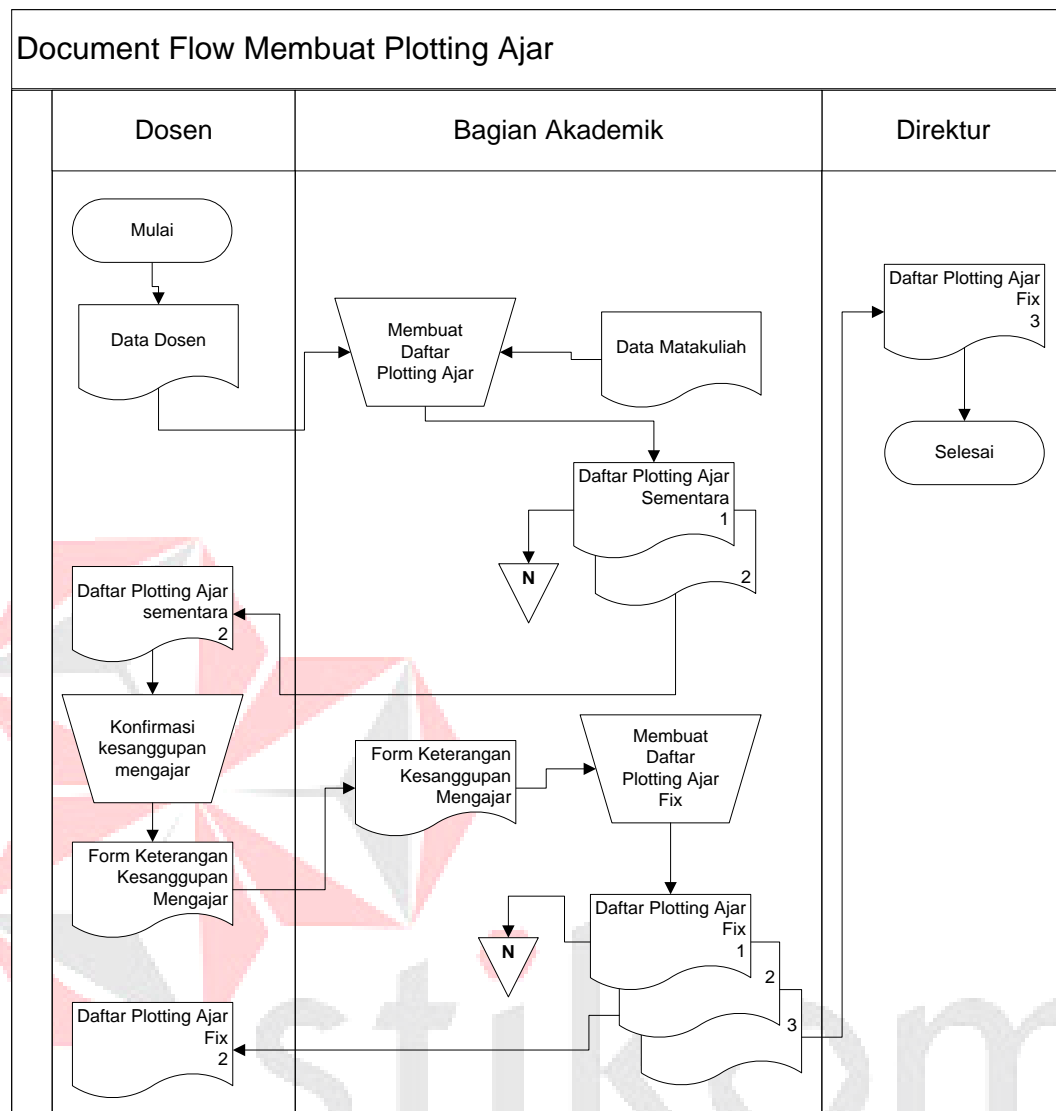 Document Flow Membuat Plotting Ajar
Dosen
Bagian Akademik
Direktur
Mulai
Data Dosen
Membuat
Daftar
Plotting Ajar
Data Matakuliah
Daftar Plotting Ajar
Fix
3
Selesai
Daftar Plotting Ajar
Sementara
1
2
N
Daftar Plotting Ajar
sementara
2
Konfirmasi
kesanggupan
mengajar
Form Keterangan
Kesanggupan
Mengajar
Form Keterangan
Kesanggupan
Mengajar
Membuat
Daftar
Plotting Ajar
Fix
Daftar Plotting Ajar
Fix
1
2
3
N
Daftar Plotting Ajar
Fix
2
stikom